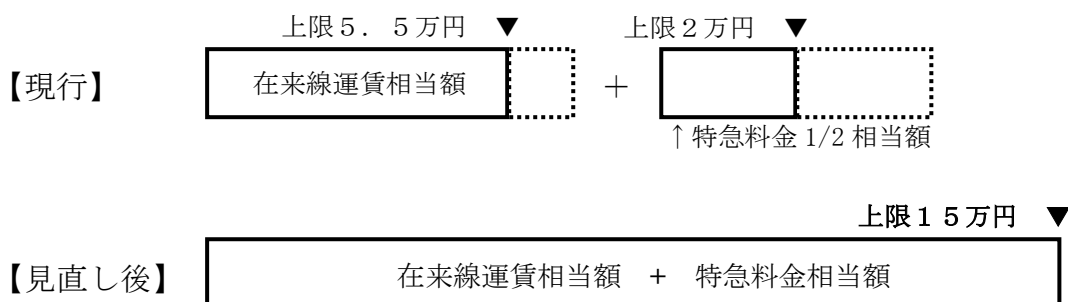 上限５．５万円 ▼ 上限２万円 ▼
【現行】 在来線運賃相当額 ＋
↑特急料金 1/2 相当額
上限１５万円 ▼
【見直し後】 在来線運賃相当額 + 特急料金相当額